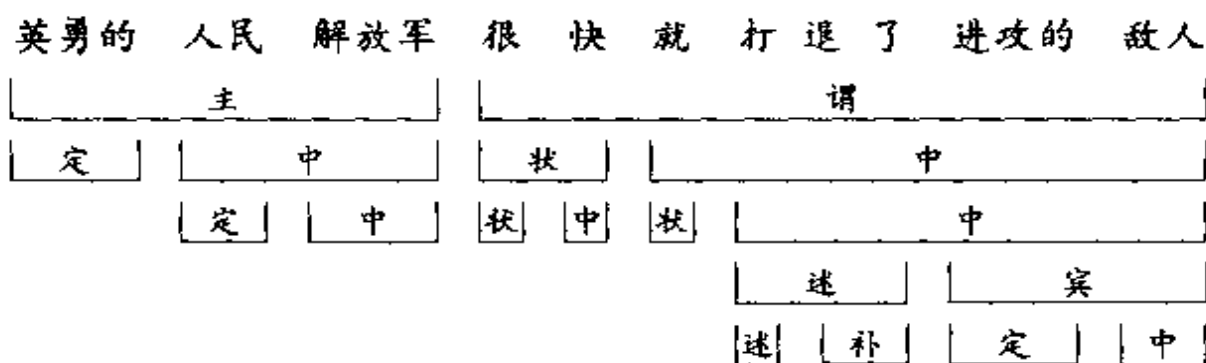 英勇的 人民 解放军 很 快 就 打 退 了 进攻的 敌人
主 谓
定 中 状 中
定 中 状 中 状 中
述 宾
述 补 定 中